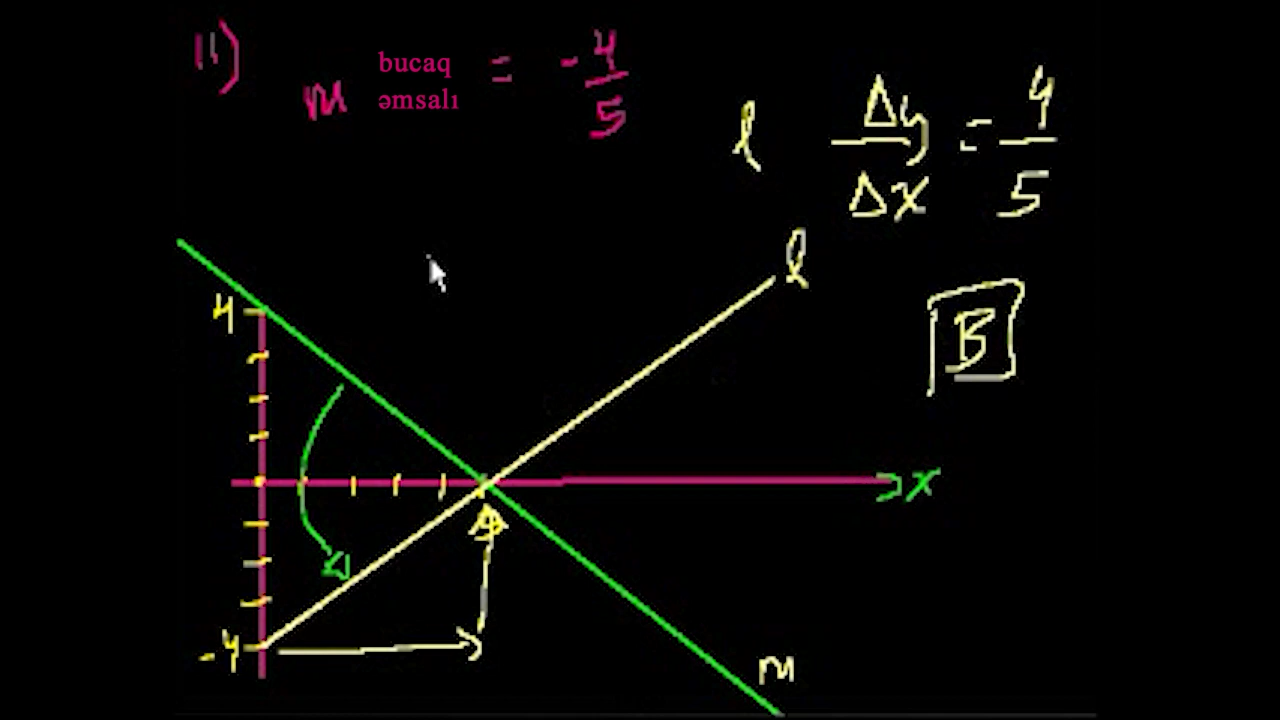 11) m bucaq əmsalı = -4/5
l Δy/Δx = 4/5
l
4
B
x
-4
m